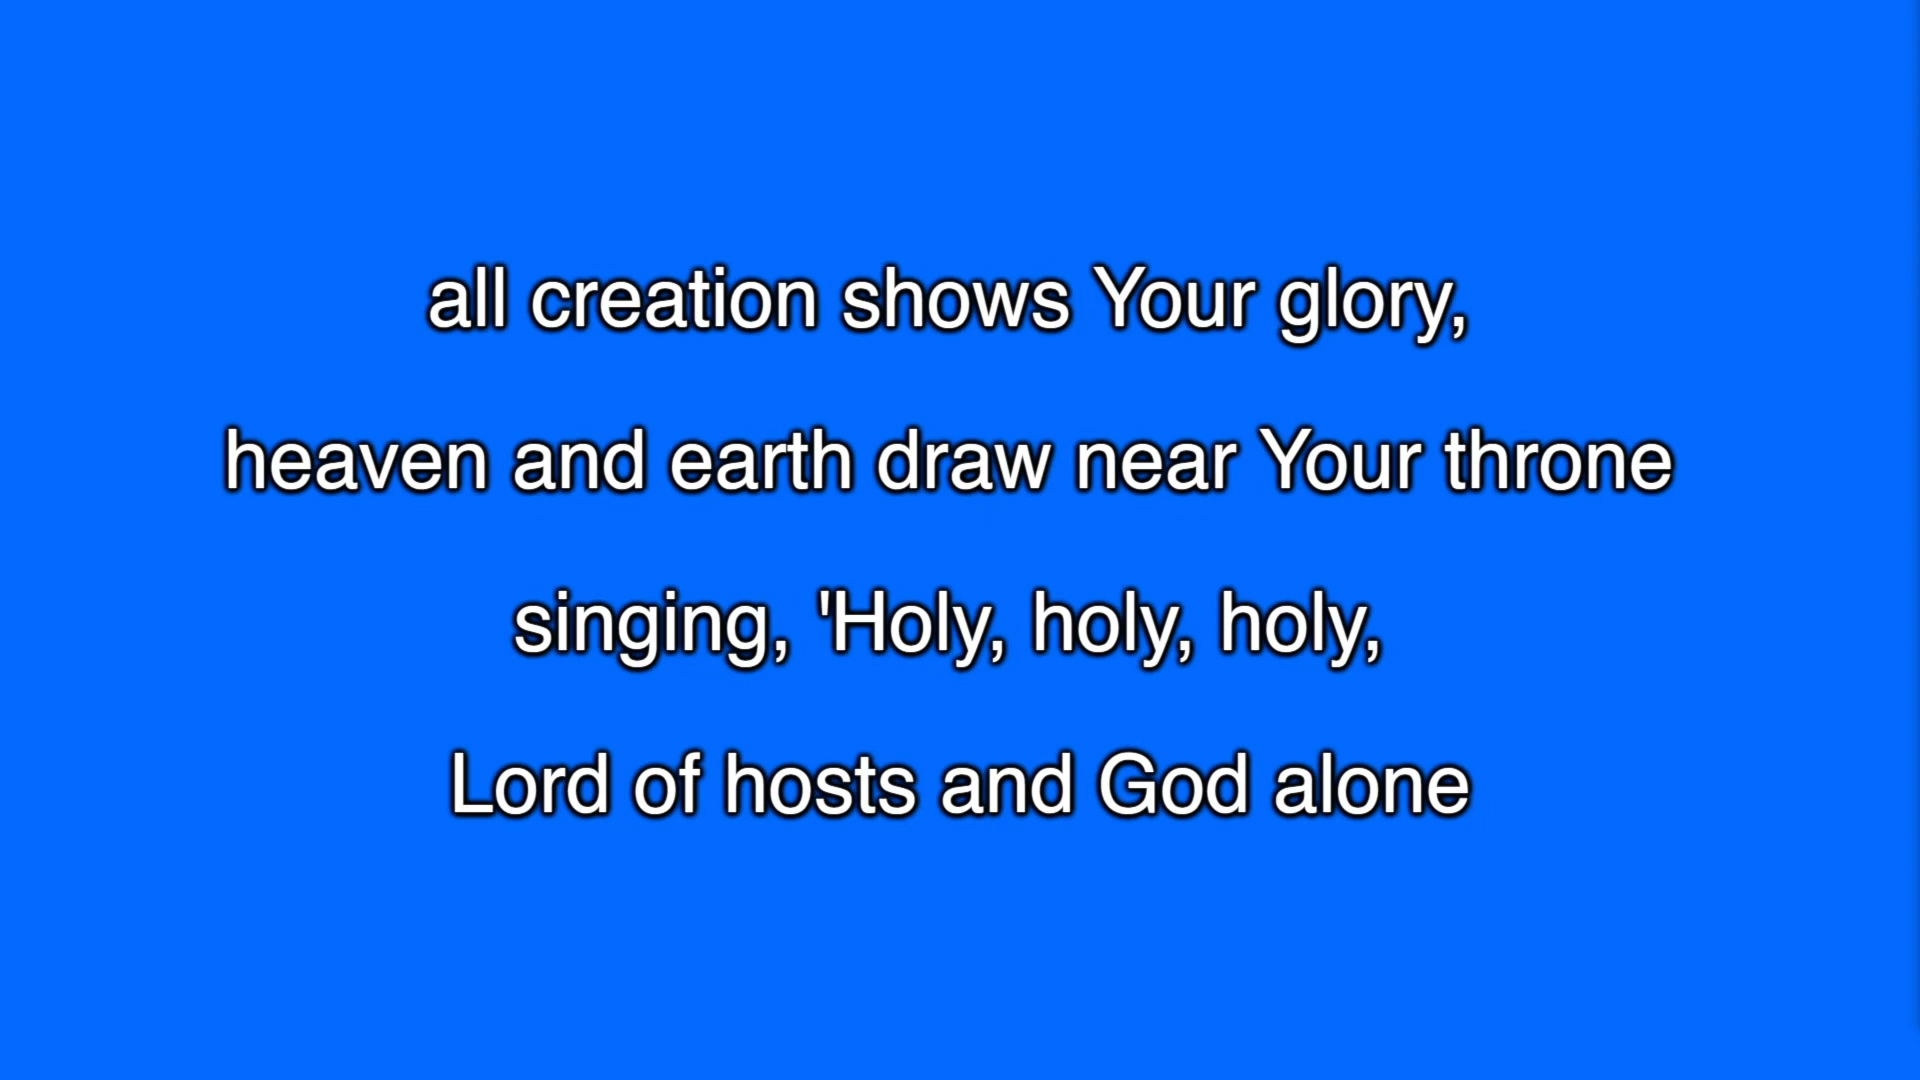 all creation shows Your glory,
heaven and earth draw near Your throne
singing, 'Holy, holy, holy,
Lord of hosts and God alone